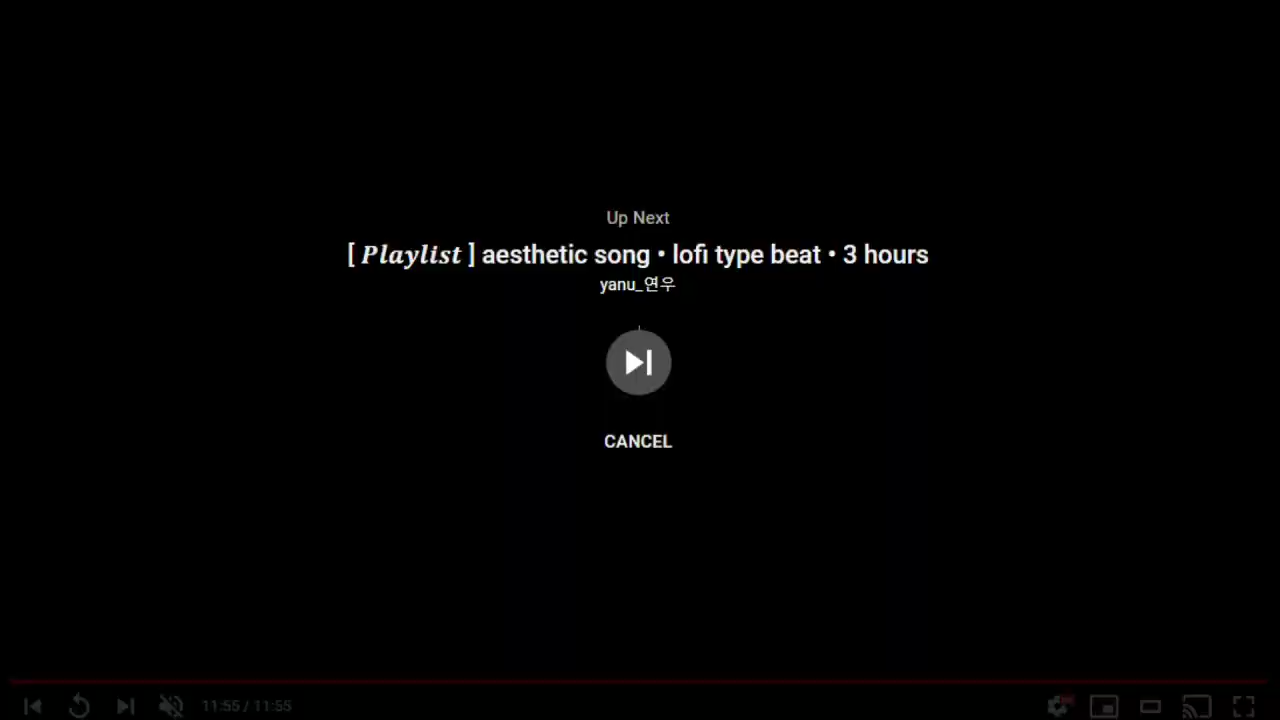 Up Next
[ Playlist ] aesthetic song • lofi type beat • 3 hours
yanu_연우
CANCEL
11:55 / 11:55